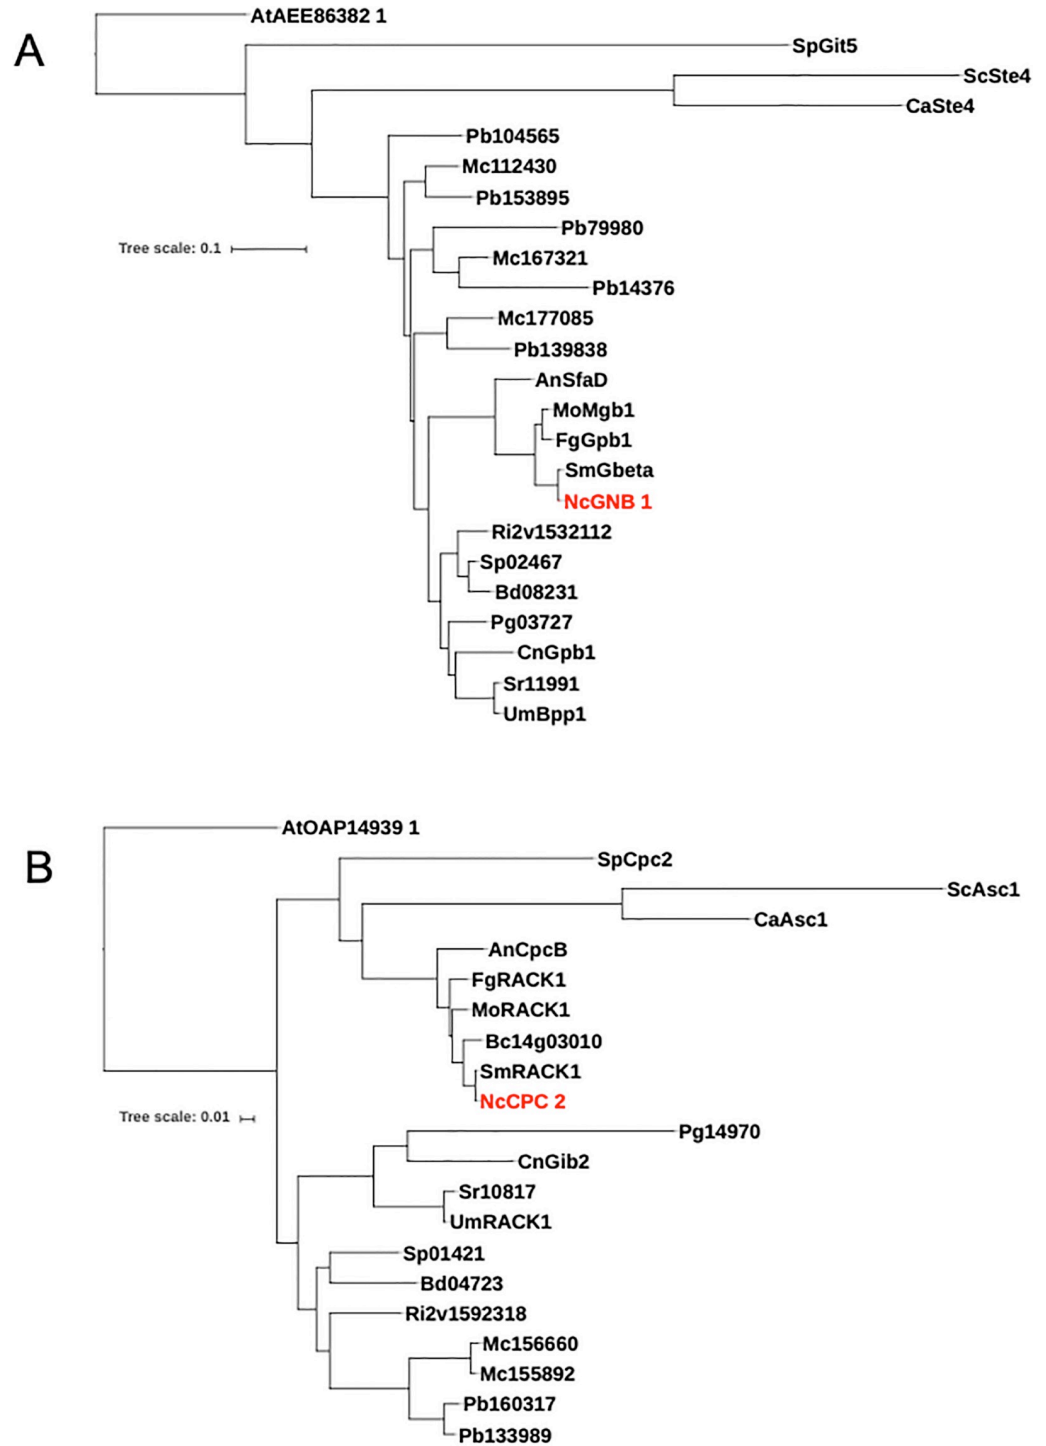 AtAEE86382 1
A
SpGit5
ScSte4
CaSte4
Pb104565
Mc112430
Pb153895
Pb79980
Tree scale: 0.1
Mc167321
Pb14376
Mc177085
Pb139838
AnSfaD
MoMgb1
FgGpb1
SmGbeta
NcGNB 1
Ri2v1532112
Sp02467
Bd08231
Pg03727
CnGpb1
Sr11991
UmBpp1
AtOAP14939 1
B
SpCpc2
ScAsc1
CaAsc1
AnCpcB
FgRACK1
MoRACK1
Bc14g03010
SmRACK1
NcCPC 2
Tree scale: 0.01
Pg14970
CnGib2
Sr10817
UmRACK1
Sp01421
Bd04723
Ri2v1592318
Mc156660
Mc155892
Pb160317
Pb133989